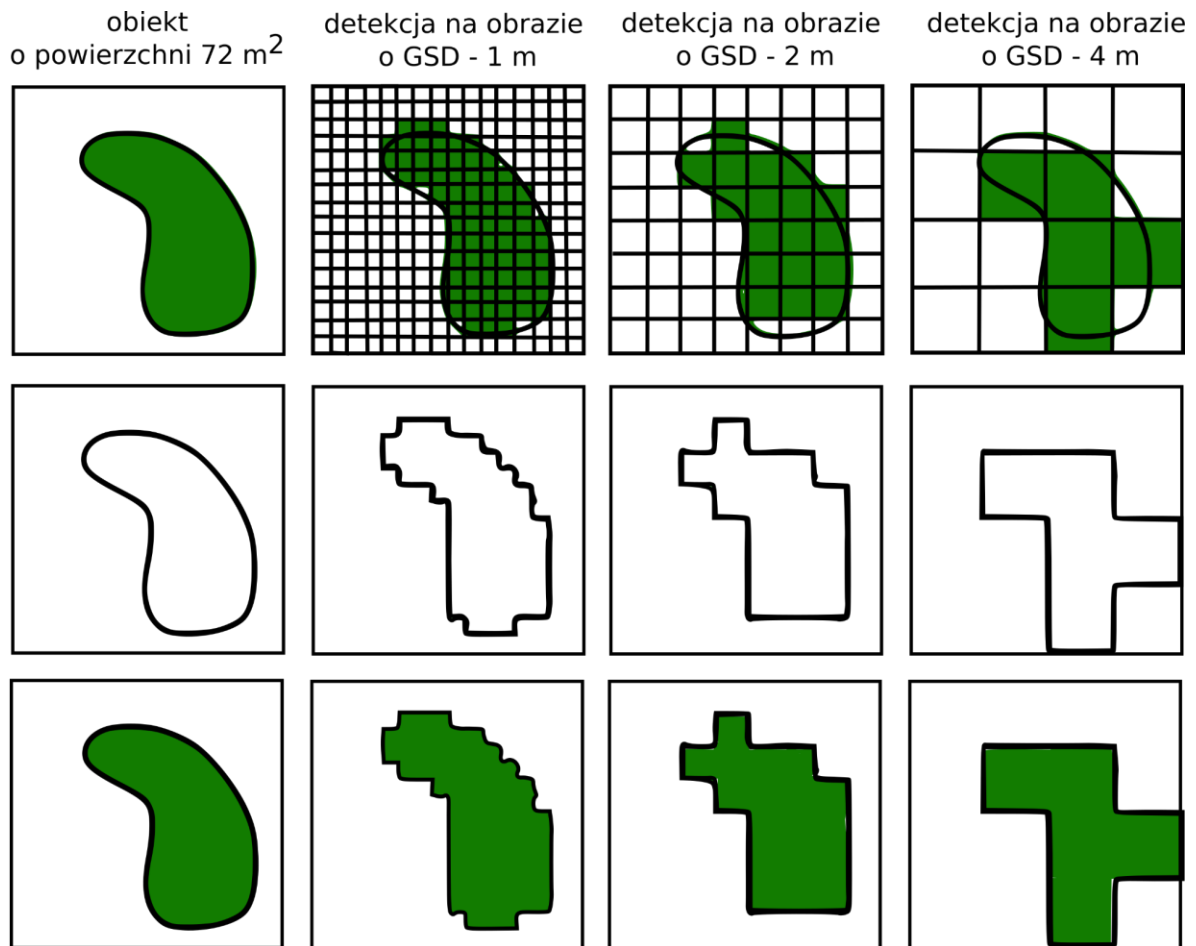 obiekt
o powierzchni 72 m²
detekcja na obrazie
o GSD - 1 m
detekcja na obrazie
o GSD - 2 m
detekcja na obrazie
o GSD - 4 m